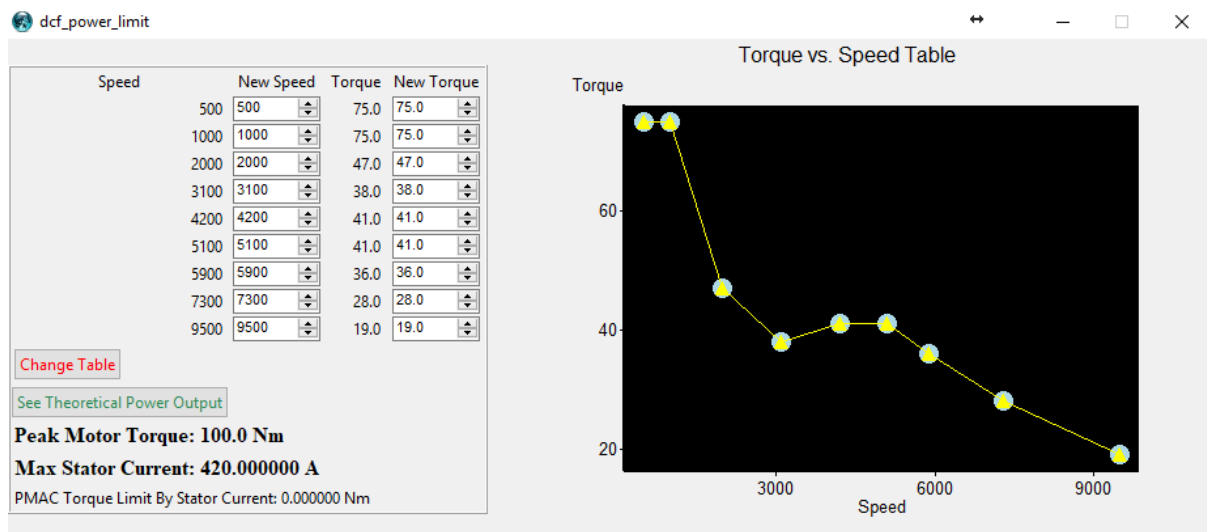 dcf_power_limit
Speed New Speed Torque New Torque
500 500 75.0 75.0
1000 1000 75.0 75.0
2000 2000 47.0 47.0
3100 3100 38.0 38.0
4200 4200 41.0 41.0
5100 5100 41.0 41.0
5900 5900 36.0 36.0
7300 7300 28.0 28.0
9500 9500 19.0 19.0
Change Table
See Theoretical Power Output
Peak Motor Torque: 100.0 Nm
Max Stator Current: 420.000000 A
PMAC Torque Limit By Stator Current: 0.000000 Nm
Torque vs. Speed Table
Torque
60
40
20
3000 6000 9000
Speed